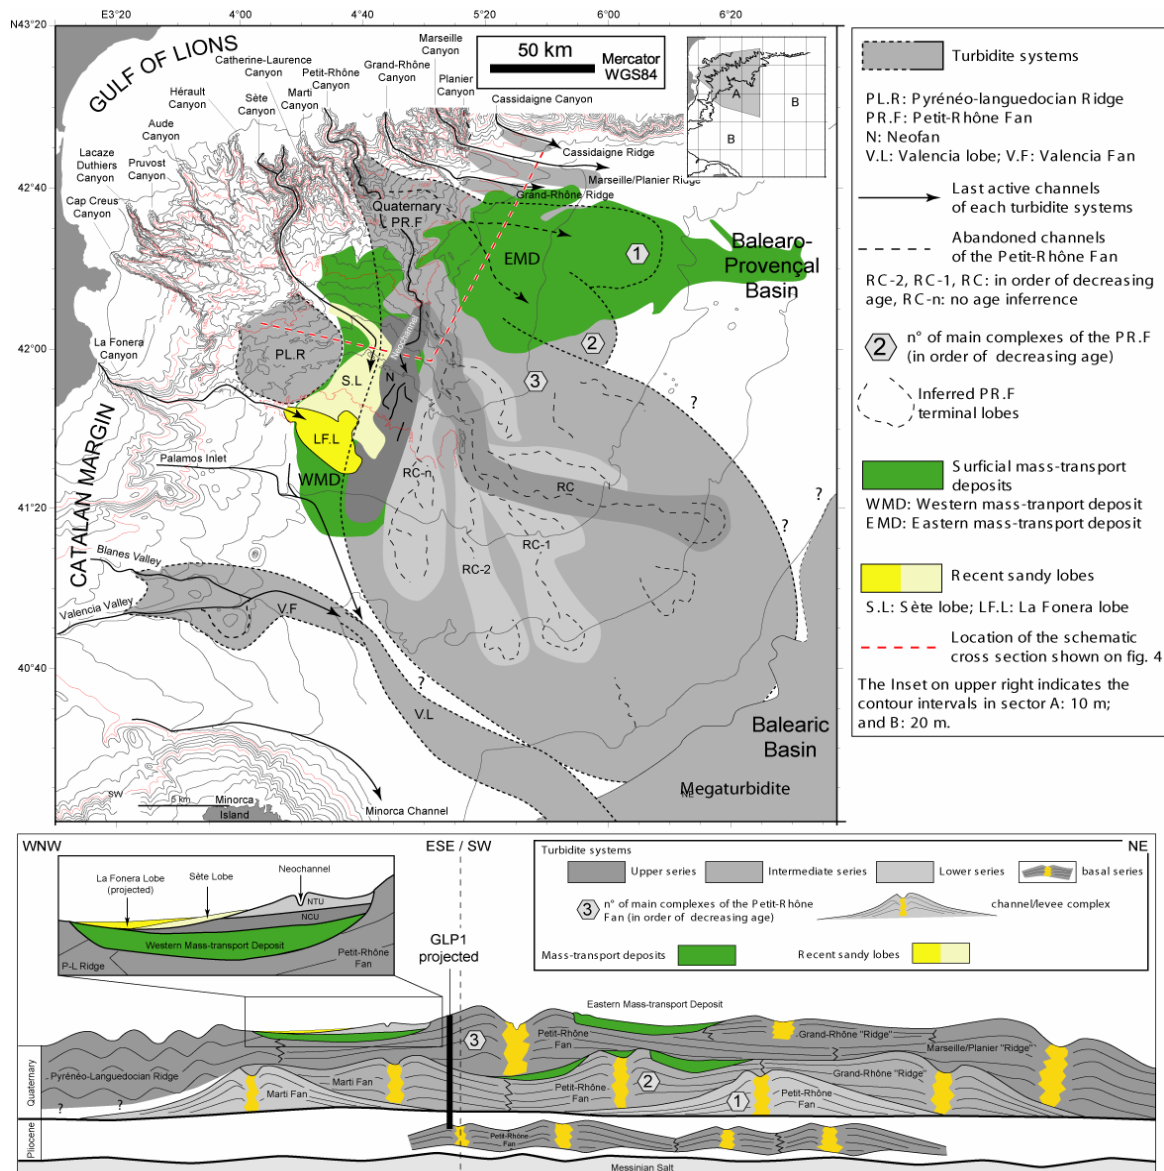 N43°20
E3°20
4°00
4°40
5°20
6°00
6°20
42°40
42°00
41°20
40°40
GULF OF LIONS
50 km
Mercator
WGS84
A
B
B
Marseille
Canyon
Grand-Rhône
Canyon
Planier
Canyon
Catherine-Laurence
Canyon
Petit-Rhône
Canyon
Marti
Canyon
Cassidaigne Canyon
Hérault
Canyon
Sète
Canyon
Aude
Canyon
Pruvost
Canyon
Lacaze
Duthiers
Canyon
Cap Creus
Canyon
Cassidaigne Ridge
Marseille/Planier Ridge
Grand-Rhône/Ridge
Quaternary
PR.F
EMD
1
Balearo-
Provençal
Basin
La Fonera
Canyon
PL.R
Neochannel
2
S.L
N
3
?
CATALAN MARGIN
LF.L
Palamos Inlet
WMD
RC-n
RC
?
?
RC-1
RC-2
Blanes Valley
Valencia Valley
V.F
?
V.L
Balearic
Basin
Megaturbidite
NE
SW
5 km
Minorca
Island
Minorca Channel
Turbidite systems
PL.R: Pyrénéo-languedocian Ridge
PR.F: Petit-Rhône Fan
N: Neofan
V.L: Valencia lobe; V.F: Valencia Fan
Last active channels
of each turbidite systems
Abandoned channels
of the Petit-Rhône Fan
RC-2, RC-1, RC: in order of decreasing
age, RC-n: no age inferrence
2
n° of main complexes of the PR.F
(in order of decreasing age)
Inferred PR.F
terminal lobes
Surficial mass-transport
deposits
WMD: Western mass-tranport deposit
EMD: Eastern mass-tranport deposit
Recent sandy lobes
S.L: Sète lobe; LF.L: La Fonera lobe
Location of the schematic
cross section shown on fig. 4
The Inset on upper right indicates the
contour intervals in sector A: 10 m;
and B: 20 m.
WNW
ESE / SW
NE
La Fonera Lobe
(projected)
Sète Lobe
Neochannel
NTU
NCU
Western Mass-transport Deposit
P-L Ridge
Petit-Rhône
Fan
GLP1
projected
Turbidite systems
Upper series
Intermediate series
Lower series
basal series
3
n° of main complexes of the Petit-Rhône
Fan (in order of decreasing age)
channel/levee complex
Mass-transport deposits
Recent sandy lobes
Eastern Mass-transport Deposit
3
Petit-Rhône
Fan
Grand-Rhône "Ridge"
Marseille/Planier "Ridge"
Quaternary
Pyrénéo-Languedocian Ridge
Marti Fan
Marti Fan
Petit-Rhône
Fan
2
1
Petit-Rhône
Fan
Grand-Rhône "Ridge"
?
?
Pliocene
Petit-Rhône
Fan
Messinian Salt